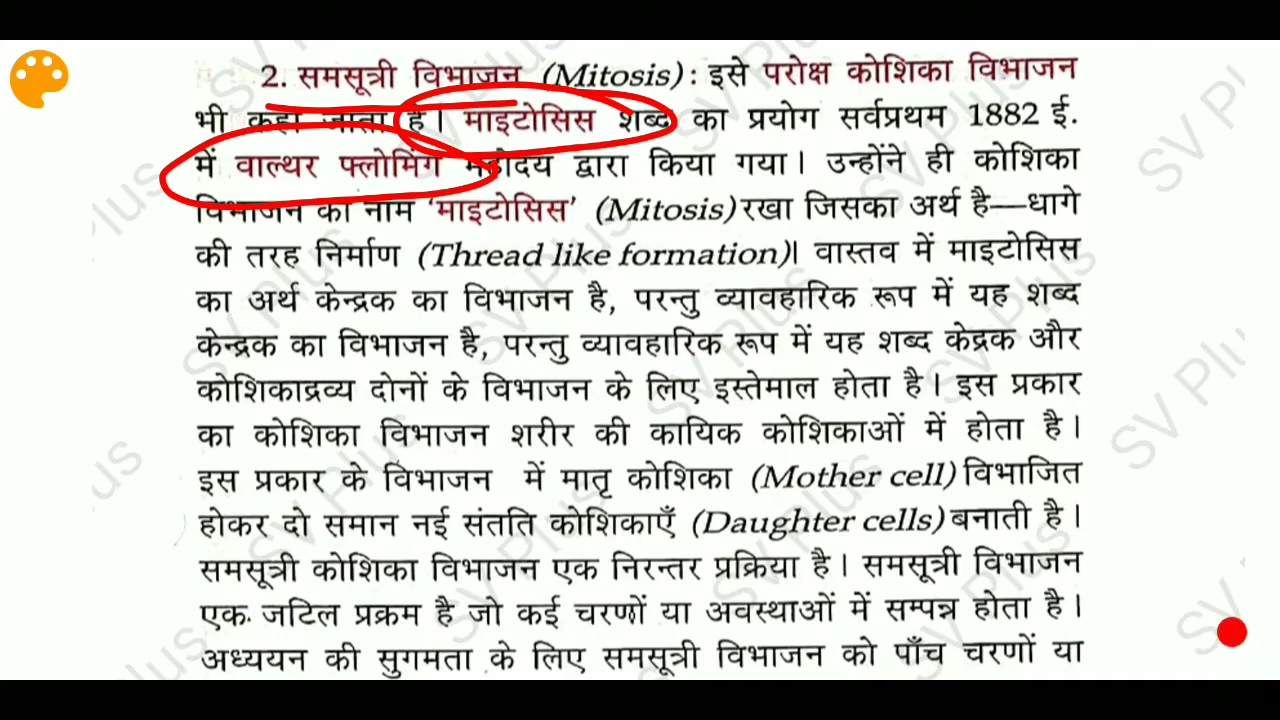 2. समसूत्री विभाजन (Mitosis) : इसे परोक्ष कोशिका विभाजन
भी कहा जाता है। माइटोसिस शब्द का प्रयोग सर्वप्रथम 1882 ई.
में वाल्थर फ्लोमिंग महोदय द्वारा किया गया। उन्होंने ही कोशिका
विभाजन का नाम ‘माइटोसिस’ (Mitosis) रखा जिसका अर्थ है—धागे
की तरह निर्माण (Thread like formation)। वास्तव में माइटोसिस
का अर्थ केन्द्रक का विभाजन है, परन्तु व्यावहारिक रूप में यह शब्द
केन्द्रक का विभाजन है, परन्तु व्यावहारिक रूप में यह शब्द केद्रक और
कोशिकाद्रव्य दोनों के विभाजन के लिए इस्तेमाल होता है। इस प्रकार
का कोशिका विभाजन शरीर की कायिक कोशिकाओं में होता है।
इस प्रकार के विभाजन में मातृ कोशिका (Mother cell) विभाजित
होकर दो समान नई संतति कोशिकाएँ (Daughter cells) बनाती है।
समसूत्री कोशिका विभाजन एक निरन्तर प्रक्रिया है। समसूत्री विभाजन
एक जटिल प्रक्रम है जो कई चरणों या अवस्थाओं में सम्पन्न होता है।
अध्ययन की सुगमता के लिए समसूत्री विभाजन को पाँच चरणों या